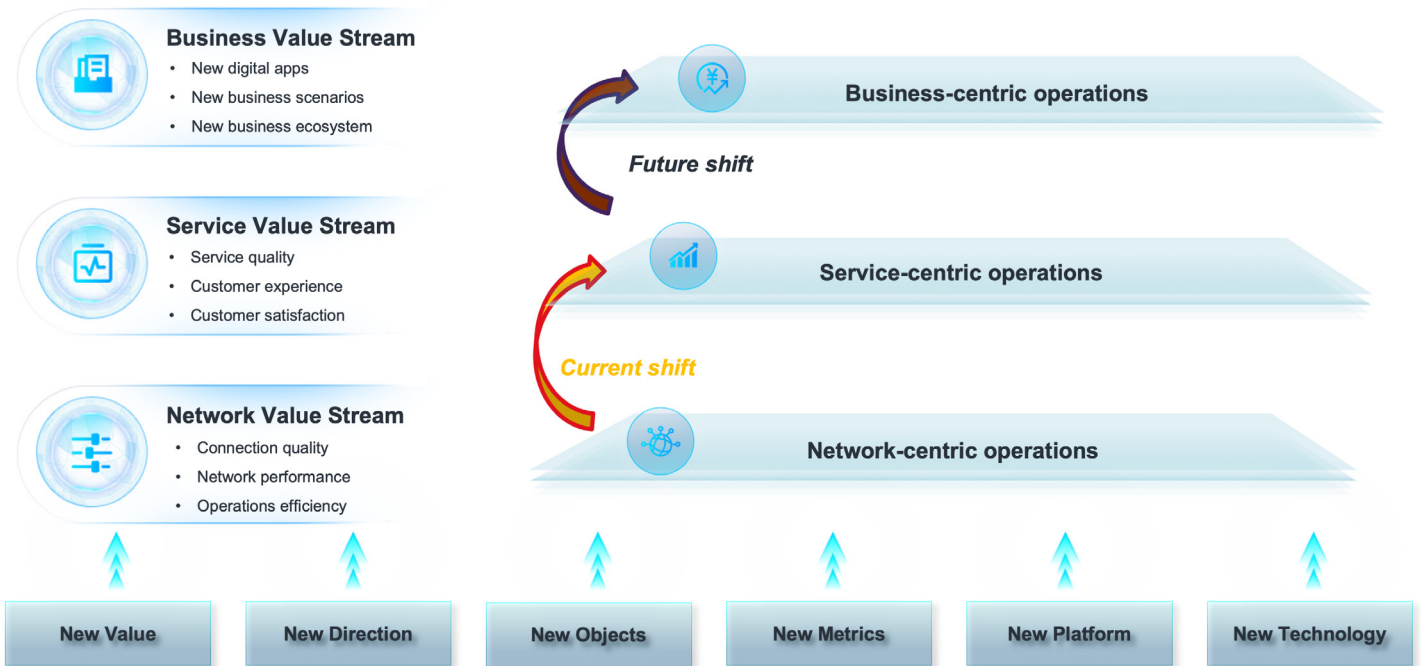 Business Value Stream
• New digital apps
• New business scenarios
• New business ecosystem
Business-centric operations
Future shift
Service Value Stream
• Service quality
• Customer experience
• Customer satisfaction
Service-centric operations
Current shift
Network Value Stream
• Connection quality
• Network performance
• Operations efficiency
Network-centric operations
New Value
New Direction
New Objects
New Metrics
New Platform
New Technology